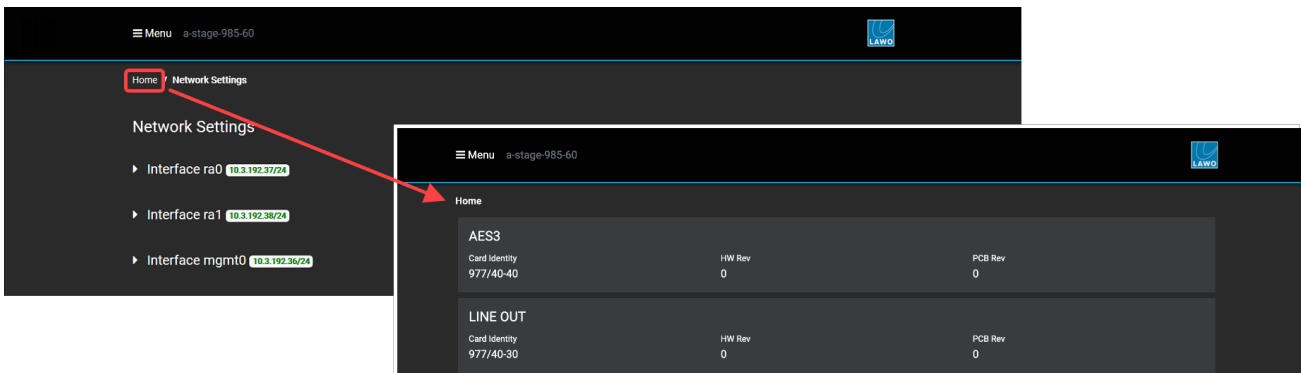 Menu a-stage-985-60
LAWO
Home / Network Settings
Network Settings
Interface ra0 10.3.192.37/24
Interface ra1 10.3.192.38/24
Interface mgmt0 10.3.192.36/24
Menu a-stage-985-60
LAWO
Home
AES3
Card Identity HW Rev PCB Rev
977/40-40 0 0
LINE OUT
Card Identity HW Rev PCB Rev
977/40-30 0 0